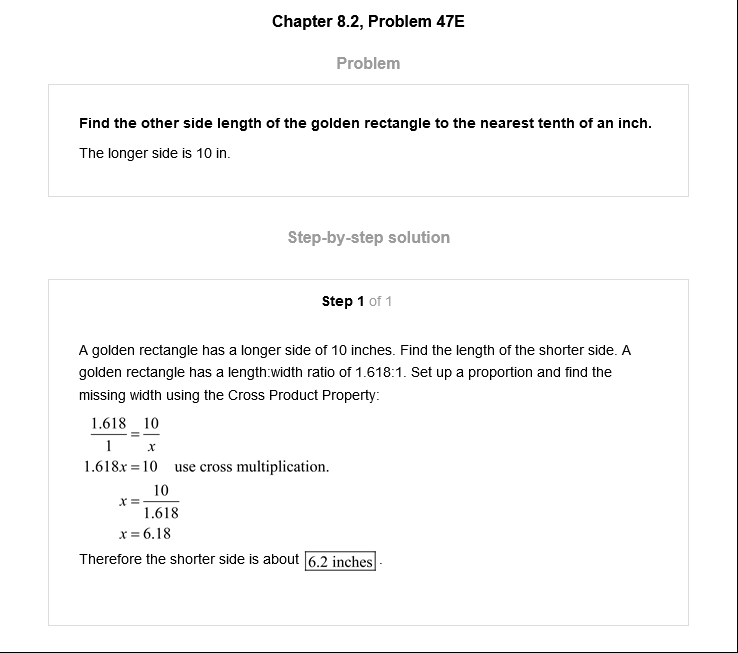 Chapter 8.2, Problem 47E
Problem
Find the other side length of the golden rectangle to the nearest tenth of an inch.
The longer side is 10 in.
Step-by-step solution
Step 1 of 1
A golden rectangle has a longer side of 10 inches. Find the length of the shorter side. A
golden rectangle has a length:width ratio of 1.618:1. Set up a proportion and find the
missing width using the Cross Product Property:
1.618/1 = 10/x
1.618x = 10 use cross multiplication.
x = 10/1.618
x = 6.18
Therefore the shorter side is about 6.2 inches.